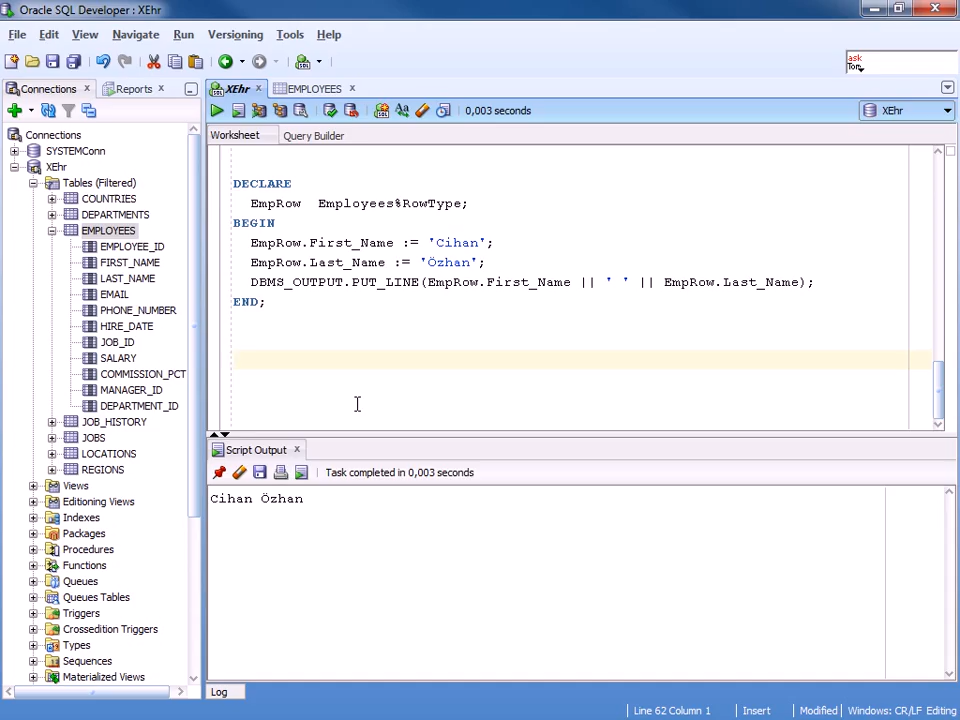 Oracle SQL Developer : XEhr
File Edit View Navigate Run Versioning Tools Help
ask
Tom
Connections Reports
XEhr EMPLOYEES
0,003 seconds XEhr
Worksheet Query Builder
Connections
SYSTEMConn
XEhr
Tables (Filtered)
COUNTRIES
DEPARTMENTS
EMPLOYEES
EMPLOYEE_ID
FIRST_NAME
LAST_NAME
EMAIL
PHONE_NUMBER
HIRE_DATE
JOB_ID
SALARY
COMMISSION_PCT
MANAGER_ID
DEPARTMENT_ID
JOB_HISTORY
JOBS
LOCATIONS
REGIONS
Views
Editioning Views
Indexes
Packages
Procedures
Functions
Queues
Queues Tables
Triggers
Crossedition Triggers
Types
Sequences
Materialized Views
DECLARE
EmpRow Employees%RowType;
BEGIN
EmpRow.First_Name := 'Cihan';
EmpRow.Last_Name := 'Özhan';
DBMS_OUTPUT.PUT_LINE(EmpRow.First_Name || ' ' || EmpRow.Last_Name);
END;
Script Output
Task completed in 0,003 seconds
Cihan Özhan
Log
Line 62 Column 1 Insert Modified Windows: CR/LF Editing